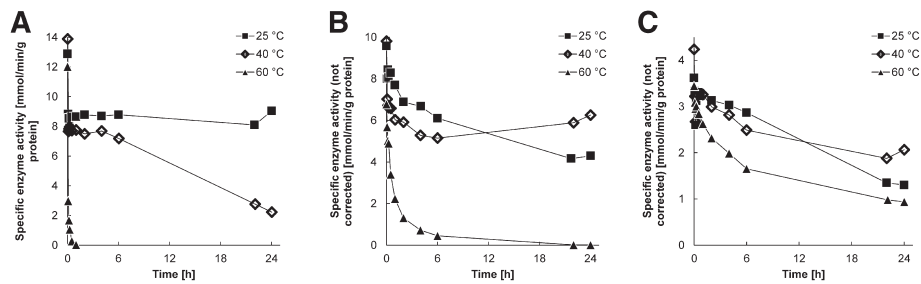 A
Specific enzyme activity [mmol/min/g
protein]
14
12
10
8
6
4
2
0
0 6 12 18 24
Time [h]
25 °C
40 °C
60 °C
B
Specific enzyme activity (not
corrected) [mmol/min/g protein]
10
8
6
4
2
0
0 6 12 18 24
Time [h]
25 °C
40 °C
60 °C
C
Specific enzyme activity (not
corrected) [mmol/min/g protein]
4
3
2
1
0
0 6 12 18 24
Time [h]
25 °C
40 °C
60 °C